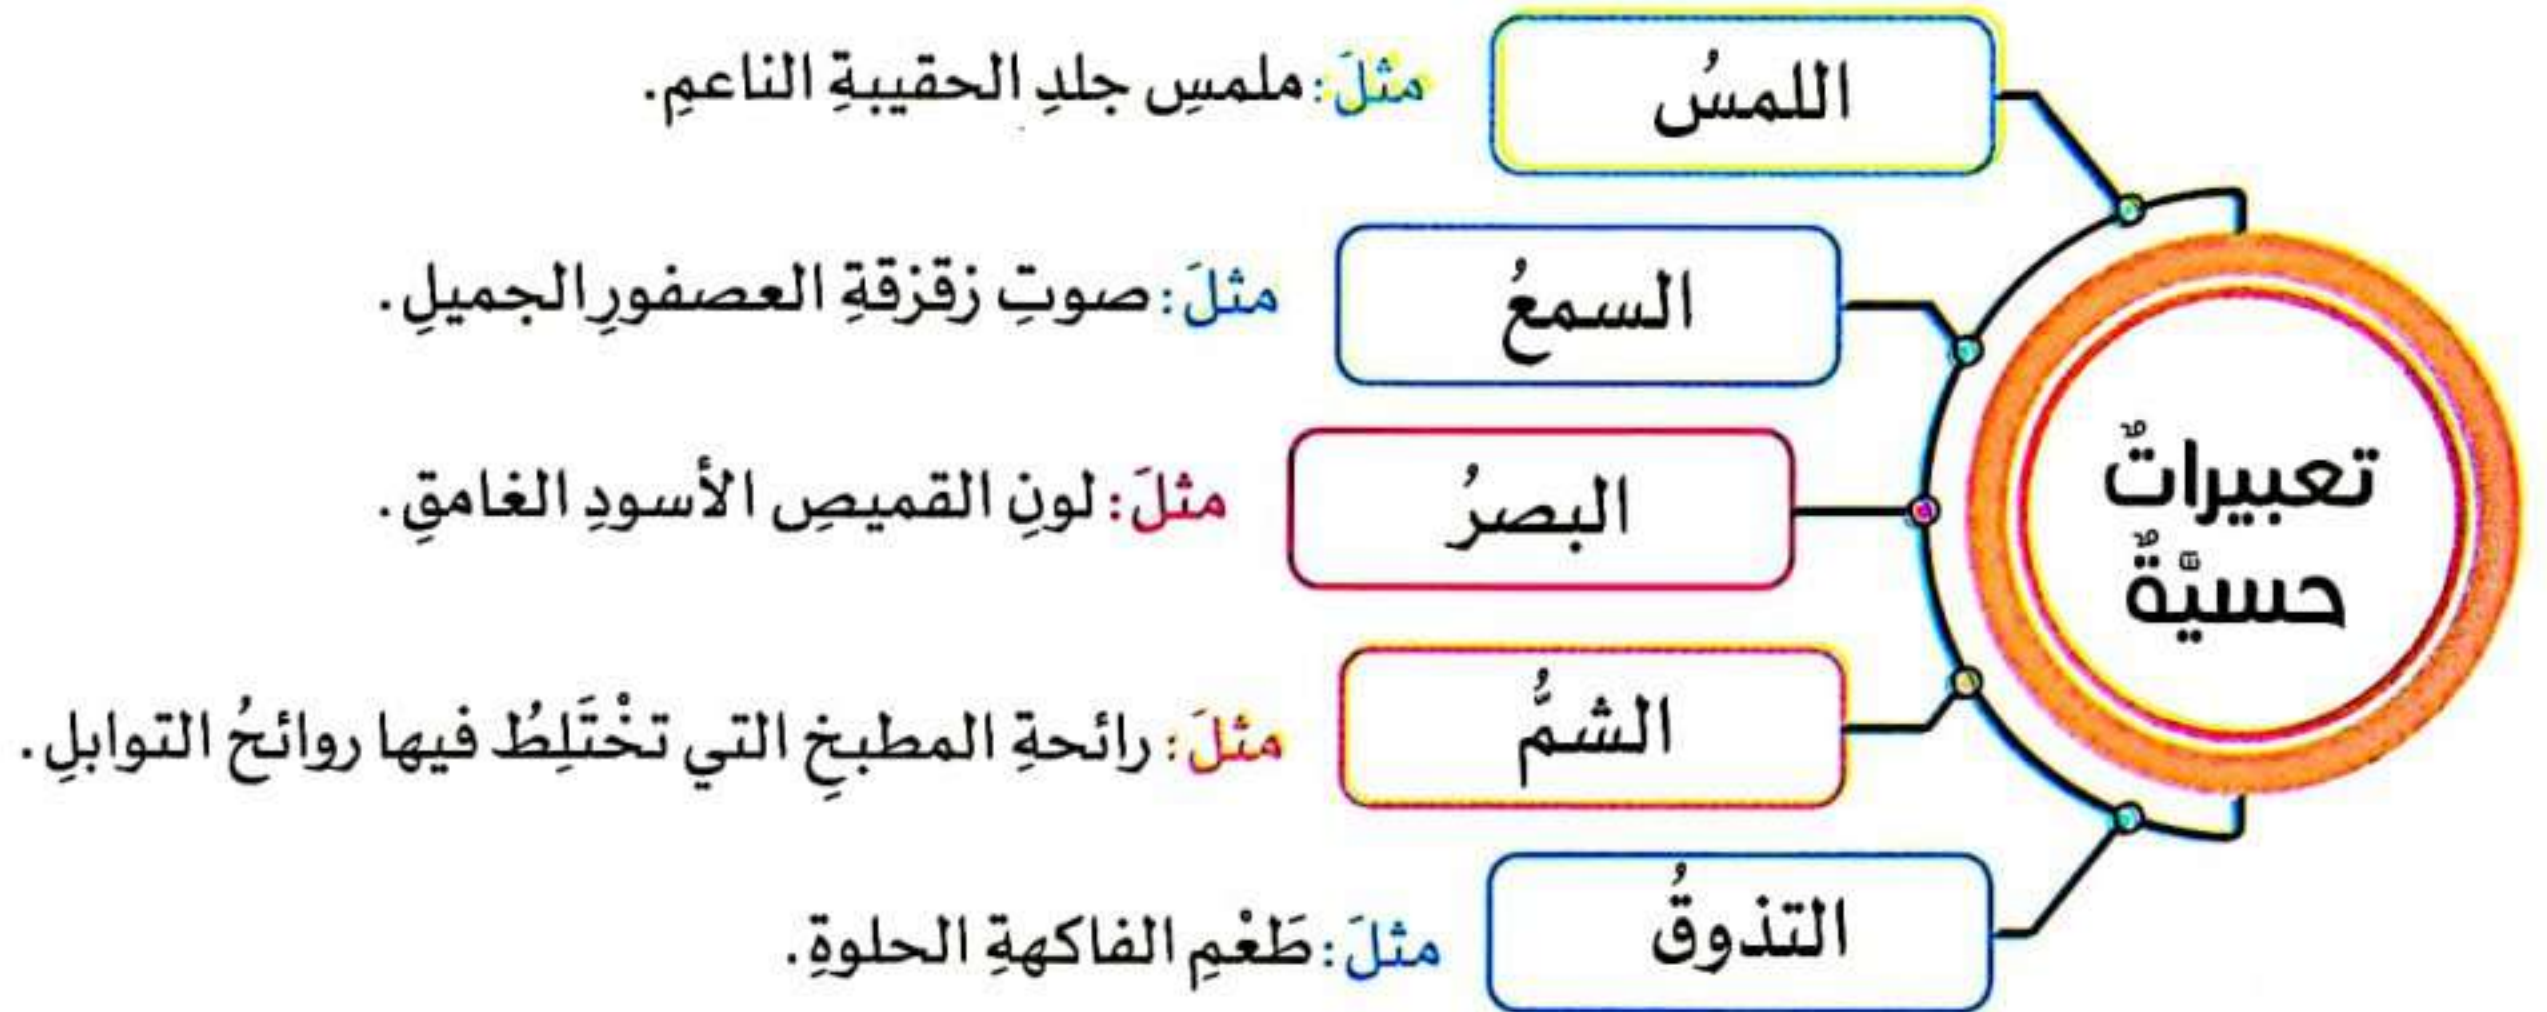 تعبيراتٌ
حسيَّةٌ
اللمسُ
مثلَ: ملمسِ جلدِ الحقيبةِ الناعمِ.
السمعُ
مثلَ: صوتِ زقزقةِ العصفورِ الجميلِ.
البصرُ
مثلَ: لونِ القميصِ الأسودِ الغامقِ.
الشمُّ
مثلَ: رائحةِ المطبخِ التي تخْتَلِطُ فيها روائحُ التوابلِ.
التذوقُ
مثلَ: طَعْمِ الفاكهةِ الحلوةِ.